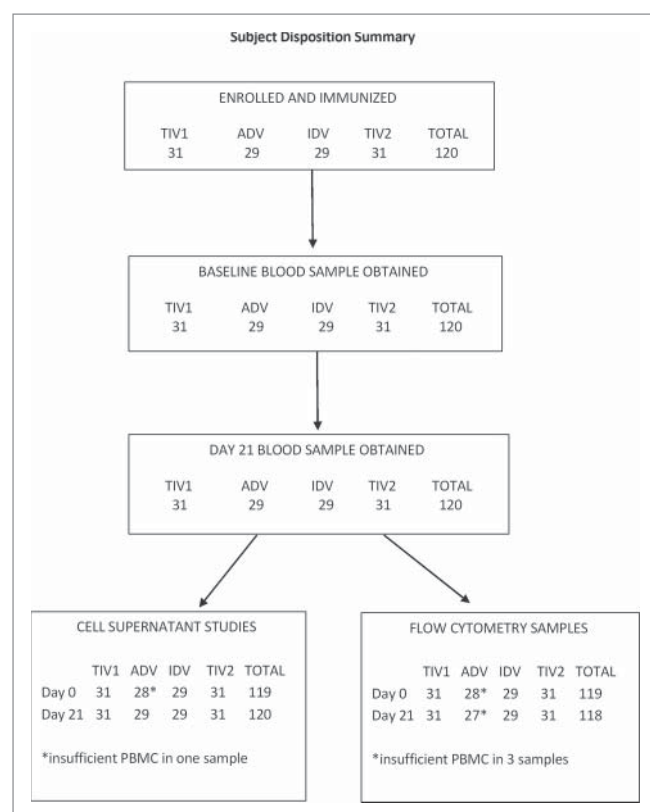 Subject Disposition Summary
ENROLLED AND IMMUNIZED
TIV1 ADV IDV TIV2 TOTAL
31 29 29 31 120
BASELINE BLOOD SAMPLE OBTAINED
TIV1 ADV IDV TIV2 TOTAL
31 29 29 31 120
DAY 21 BLOOD SAMPLE OBTAINED
TIV1 ADV IDV TIV2 TOTAL
31 29 29 31 120
CELL SUPERNATANT STUDIES
TIV1 ADV IDV TIV2 TOTAL
Day 0 31 28* 29 31 119
Day 21 31 29 29 31 120
*insufficient PBMC in one sample
FLOW CYTOMETRY SAMPLES
TIV1 ADV IDV TIV2 TOTAL
Day 0 31 28* 29 31 119
Day 21 31 27* 29 31 118
*insufficient PBMC in 3 samples